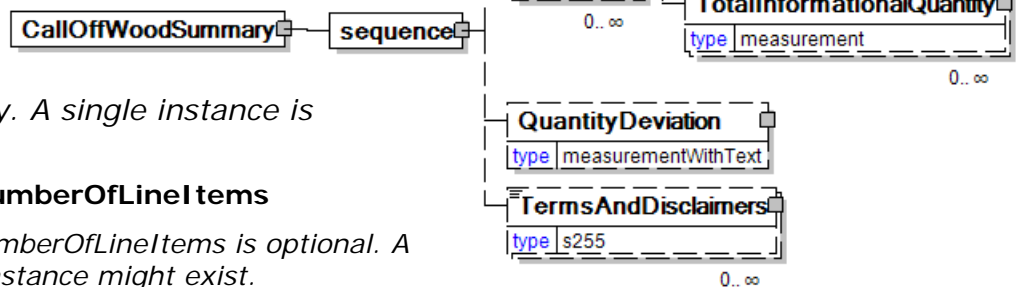 TotalInformationalQuantity
0.. ∞
type measurement
0.. ∞
CallOffWoodSummary
sequence
y. A single instance is
QuantityDeviation
type measurementWithText
umberOfLineItems
TermsAndDisclaimers
type s255
0.. ∞
mberOfLineItems is optional. A
nstance might exist.